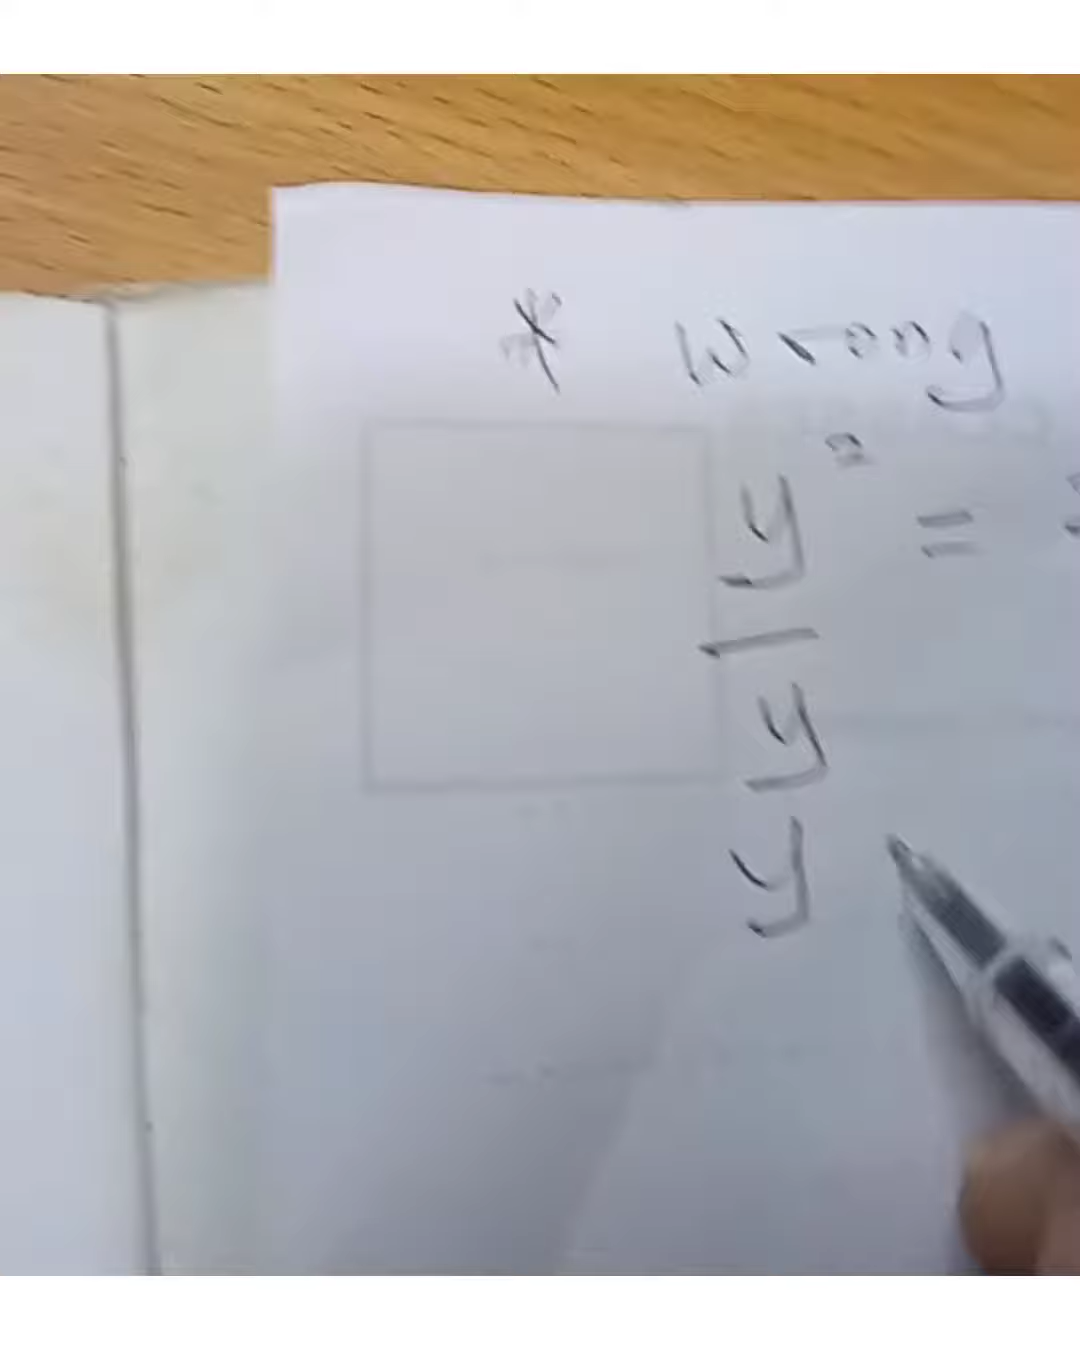 * wrong
y² =
y
y